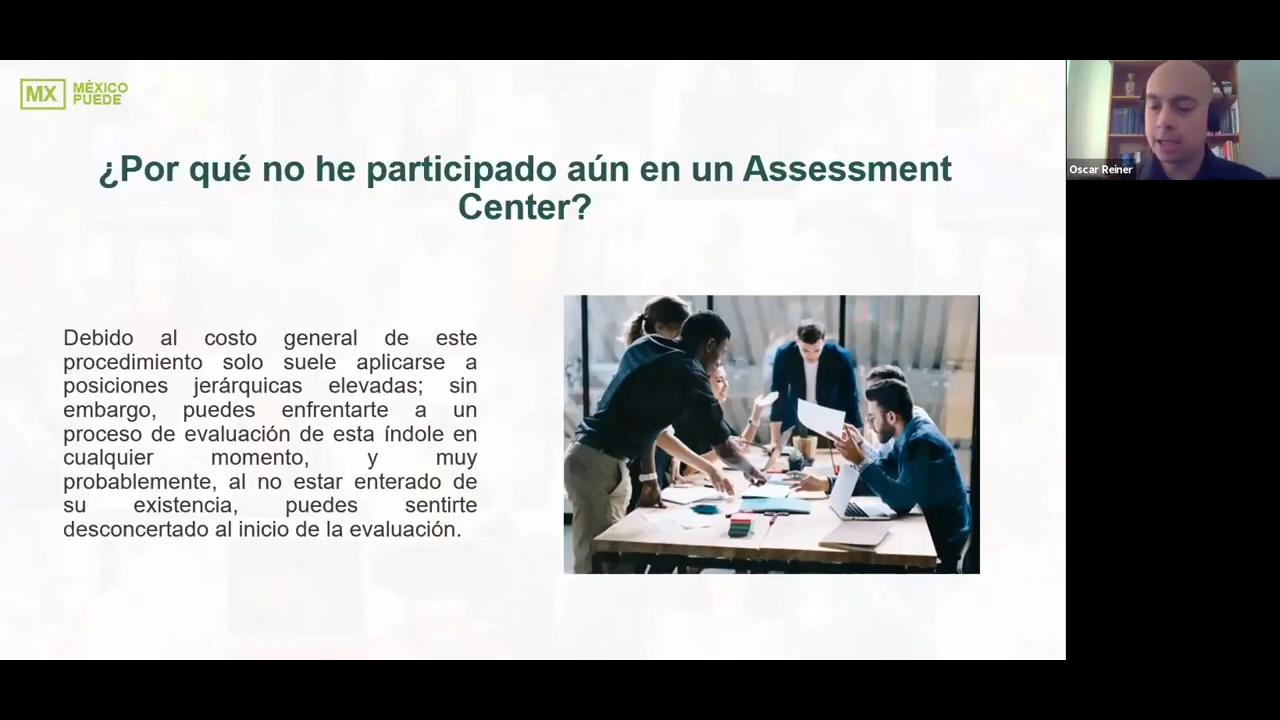 MX MÉXICO
PUEDE
¿Por qué no he participado aún en un Assessment
Center?
Debido al costo general de este
procedimiento solo suele aplicarse a
posiciones jerárquicas elevadas; sin
embargo, puedes enfrentarte a un
proceso de evaluación de esta índole en
cualquier momento, y muy
probablemente, al no estar enterado de
su existencia, puedes sentirte
desconcertado al inicio de la evaluación.
Oscar Reiner